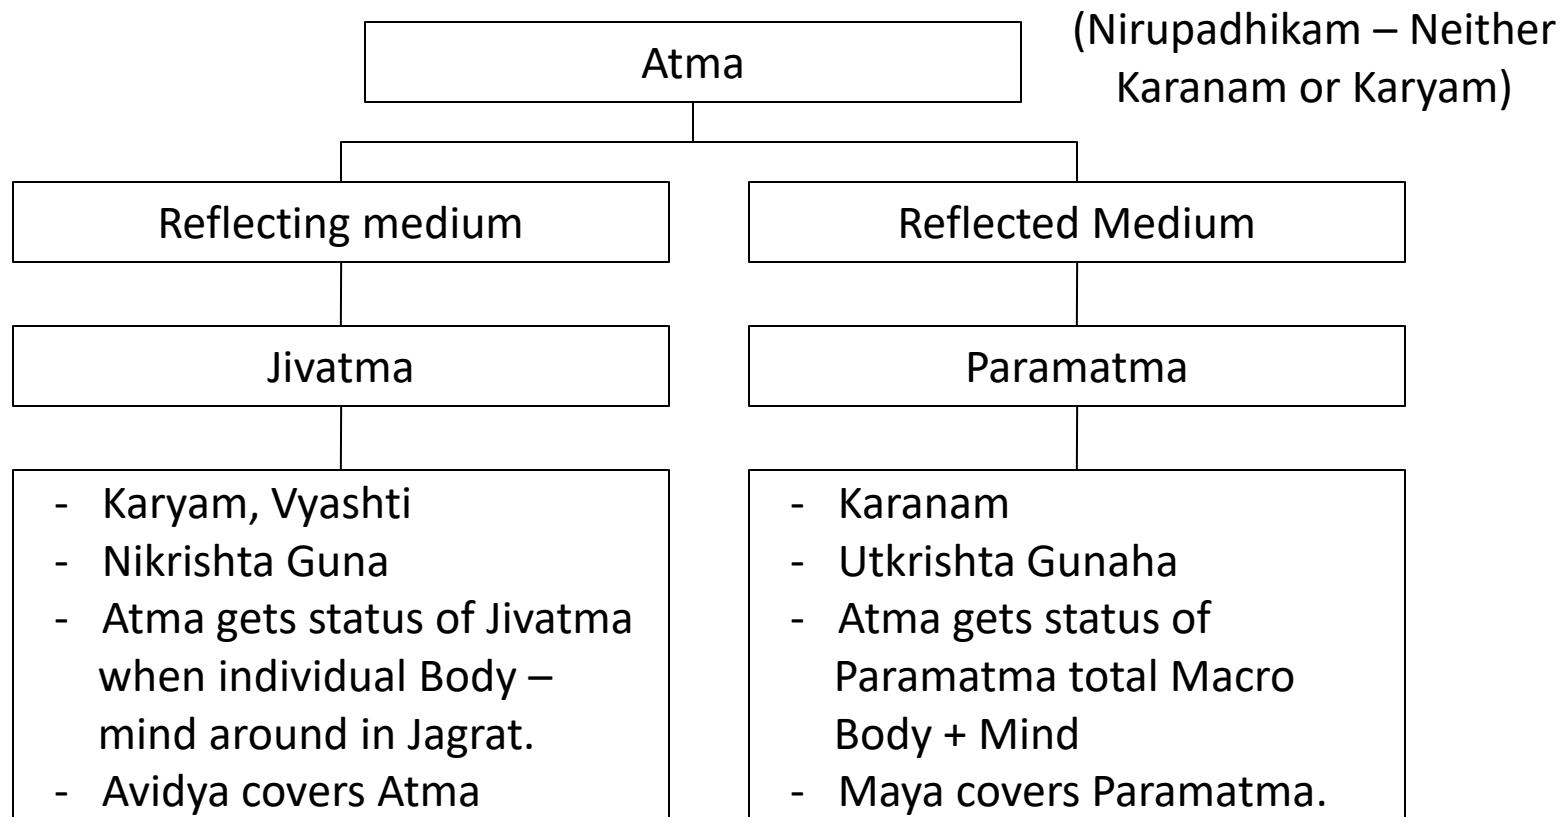 Atma
(Nirupadhikam – Neither
Karanam or Karyam)
Reflecting medium
Reflected Medium
Jivatma
Paramatma
- Karyam, Vyashti
- Nikrishta Guna
- Atma gets status of Jivatma
when individual Body –
mind around in Jagrat.
- Avidya covers Atma
- Karanam
- Utkrishta Gunaha
- Atma gets status of
Paramatma total Macro
Body + Mind
- Maya covers Paramatma.